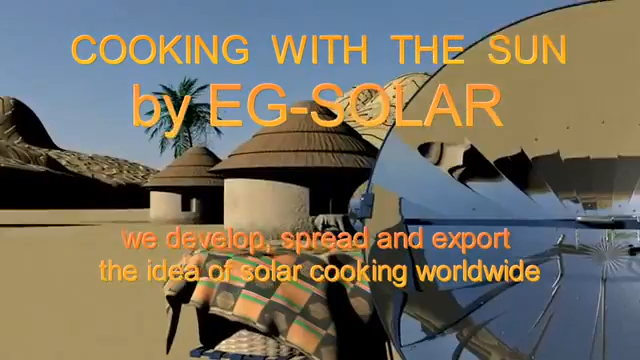 COOKING WITH THE SUN
by EG-SOLAR
we develop, spread and export
the idea of solar cooking worldwide